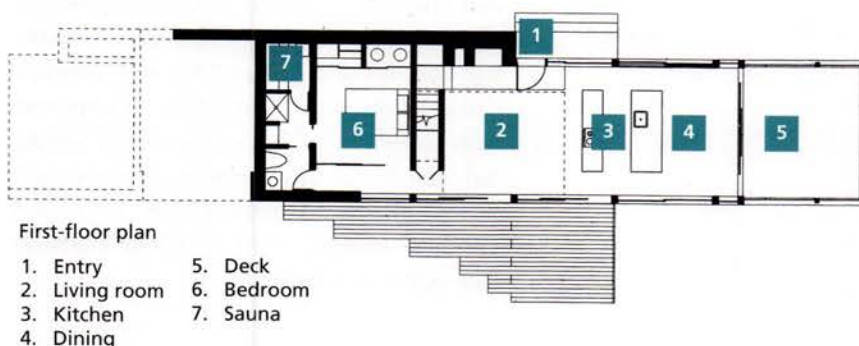 1
7
6
2
3
4
5
First-floor plan
1. Entry
2. Living room
3. Kitchen
4. Dining
5. Deck
6. Bedroom
7. Sauna